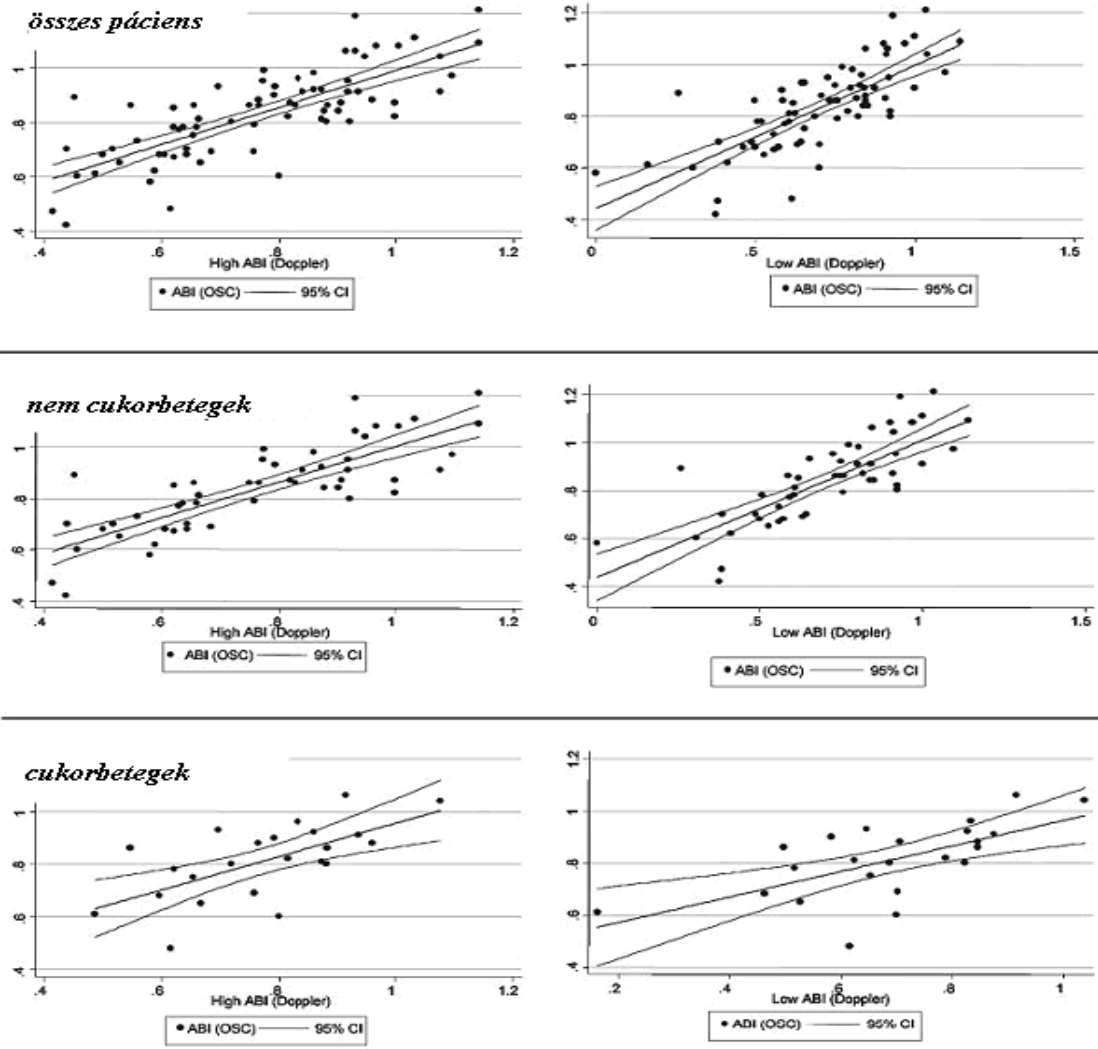 összes páciens
1.2
1
1
.8
.8
.6
.6
.4
.4
.4 .6 .8 1 1.2
0 .5 1 1.5
High ABI (Doppler)
Low ABI (Doppler)
ABI (OSC) 95% CI
ABI (OSC) 95% CI
nem cukorbetegek
1.2
1
1
.8
.8
.6
.6
.4
.4
.4 .6 .8 1 1.2
0 .5 1 1.5
High ABI (Doppler)
Low ABI (Doppler)
ABI (OSC) 95% CI
ABI (OSC) 95% CI
cukorbetegek
1.2
1
1
.8
.8
.6
.6
.4
.4
.4 .6 .8 1 1.2
.2 .4 .6 .8 1
High ABI (Doppler)
Low ABI (Doppler)
ABI (OSC) 95% CI
ABI (OSC) 95% CI